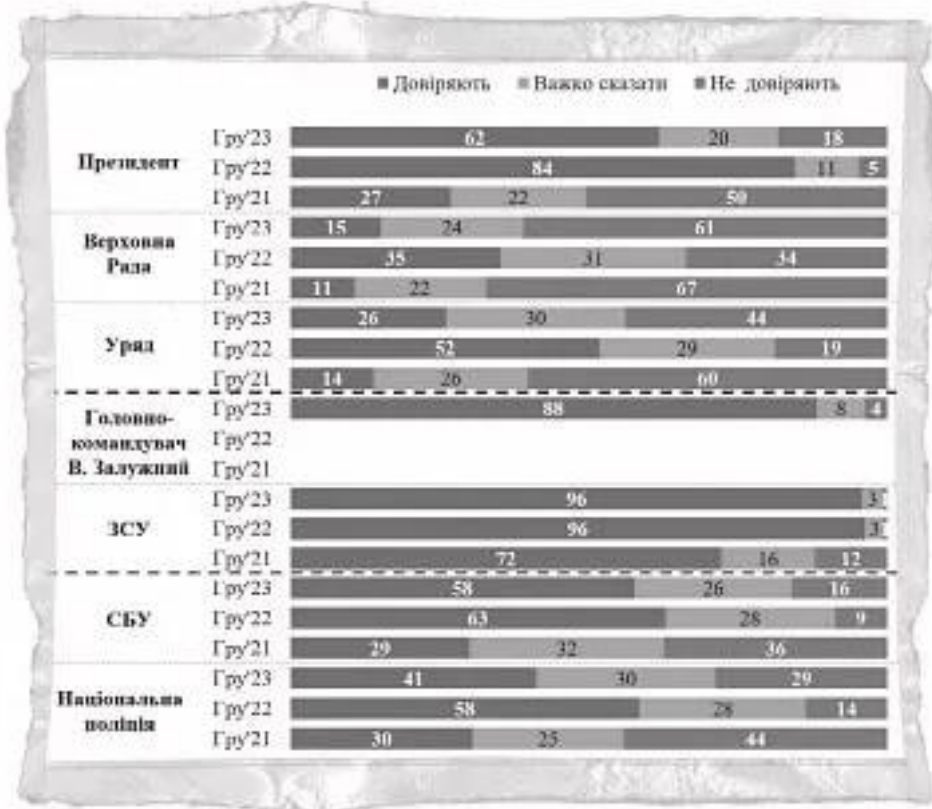 Довіряють Важко сказати Не довіряють
Президент
Гру'23 62 20 18
Гру'22 84 11 5
Гру'21 27 22 50
Верховна
Рада
Гру'23 15 24 61
Гру'22 35 31 34
Гру'21 11 22 67
Уряд
Гру'23 26 30 44
Гру'22 52 29 19
Гру'21 14 26 60
Головно-
командувач
В. Залужний
Гру'23 88 8 4
Гру'22
Гру'21
ЗСУ
Гру'23 96 3
Гру'22 96 3
Гру'21 72 16 12
СБУ
Гру'23 58 26 16
Гру'22 63 28 9
Гру'21 29 32 36
Національна
поліція
Гру'23 41 30 29
Гру'22 58 28 14
Гру'21 30 25 44